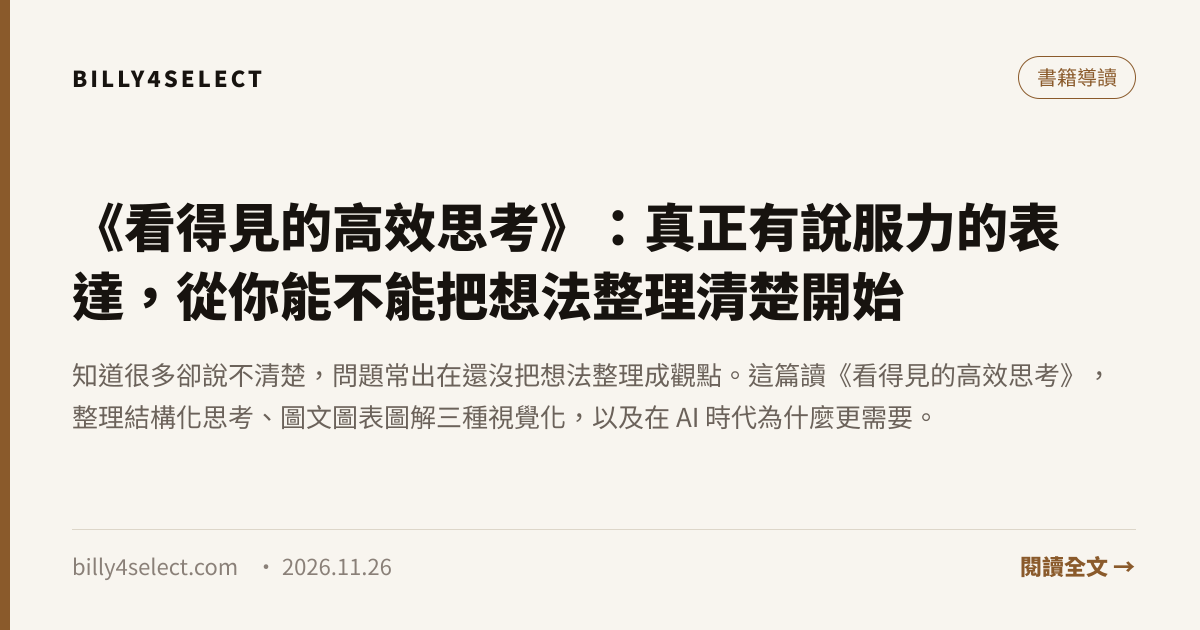 BILLY4SELECT
書籍導讀
《看得見的高效思考》：真正有說服力的表
達，從你能不能把想法整理清楚開始
知道很多卻說不清楚，問題常出在還沒把想法整理成觀點。這篇讀《看得見的高效思考》，
整理結構化思考、圖文圖表圖解三種視覺化，以及在 AI 時代為什麼更需要。
billy4select.com ・ 2026.11.26
閱讀全文 →